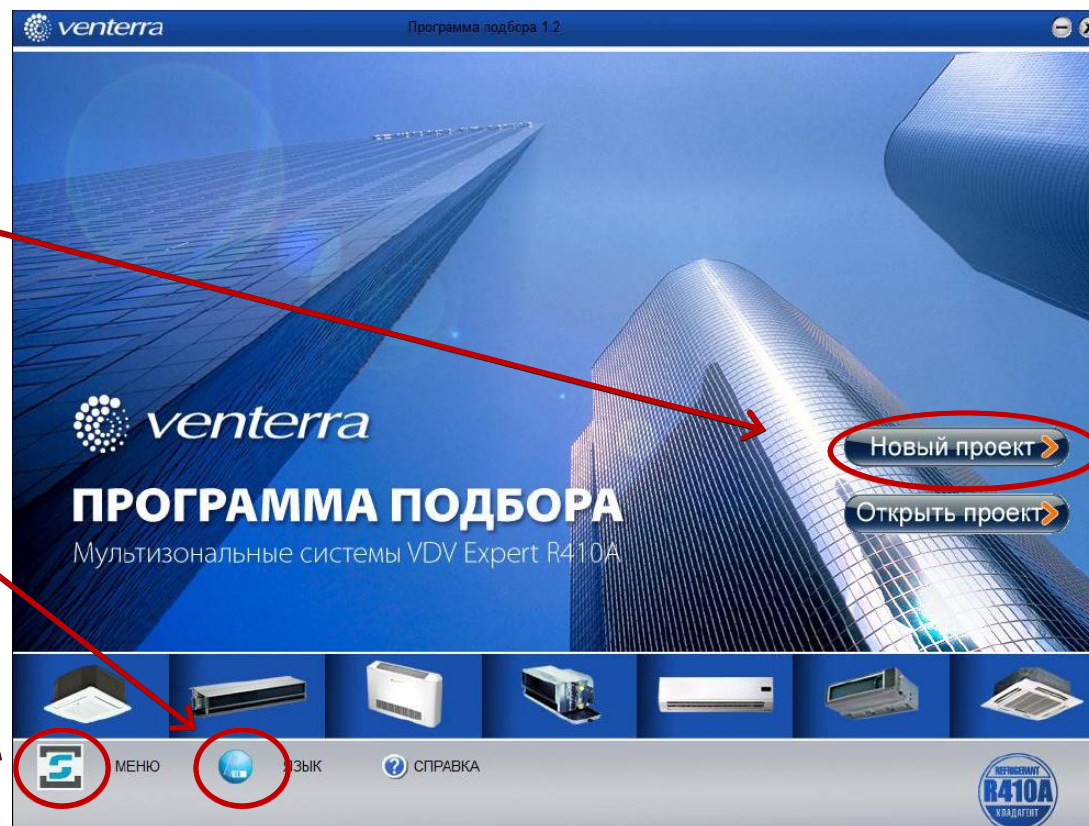 venterra
Программа подбора 1.2
venterra
ПРОГРАММА ПОДБОРА
Мультизональные системы VDV Expert R410A
Новый проект
Открыть проект
МЕНЮ
ЯЗЫК
СПРАВКА
REFRIGERANT
R410A
ХЛАДАГЕНТ